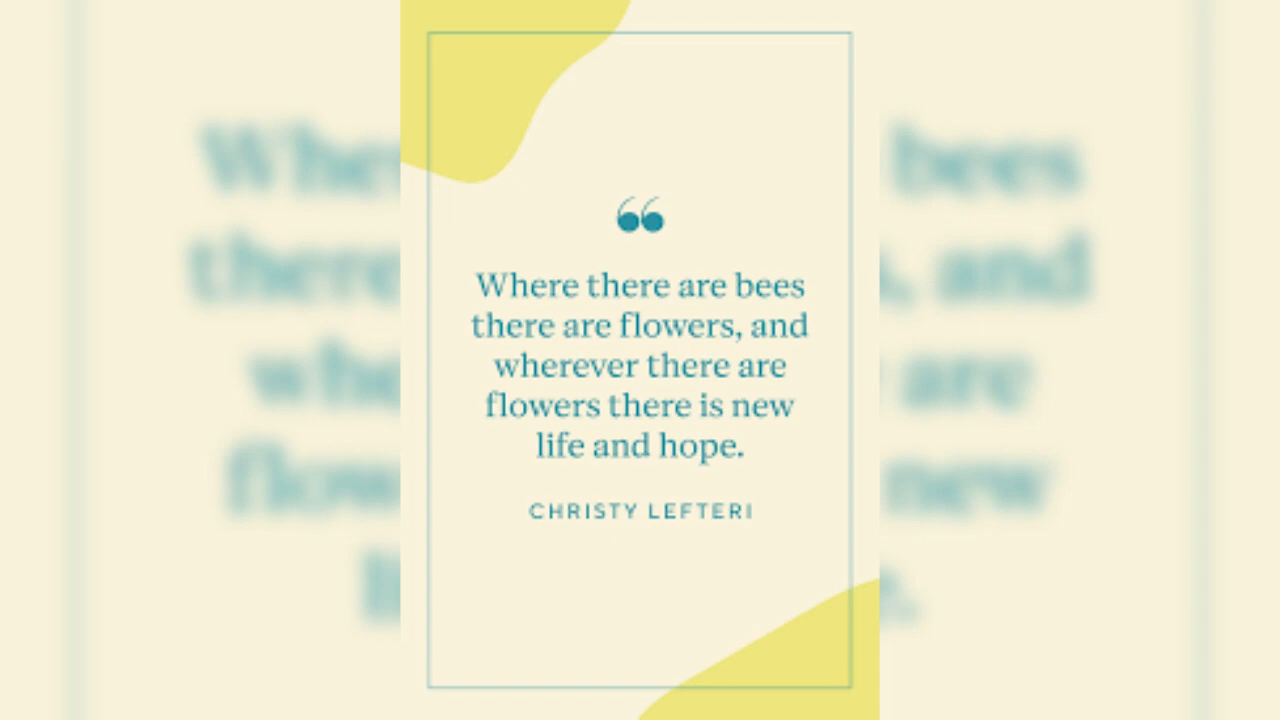 ❝
Where there are bees
there are flowers, and
wherever there are
flowers there is new
life and hope.
CHRISTY LEFTERI